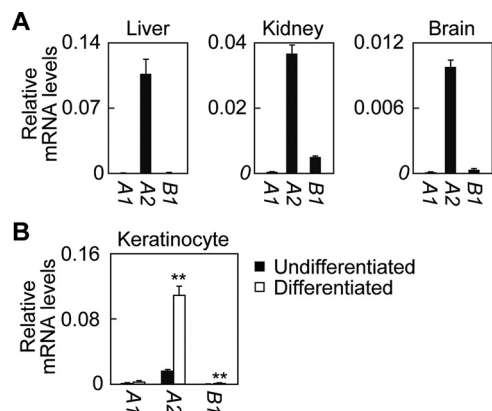 A
Liver
Kidney
Brain
Relative
mRNA levels
0.14
0.07
0
A1
A2
B1
0.04
0.02
0
A1
A2
B1
0.012
0.006
0
A1
A2
B1
B
Keratinocyte
Relative
mRNA levels
0.16
0.08
0
**
**
A1
A2
B1
Undifferentiated
Differentiated